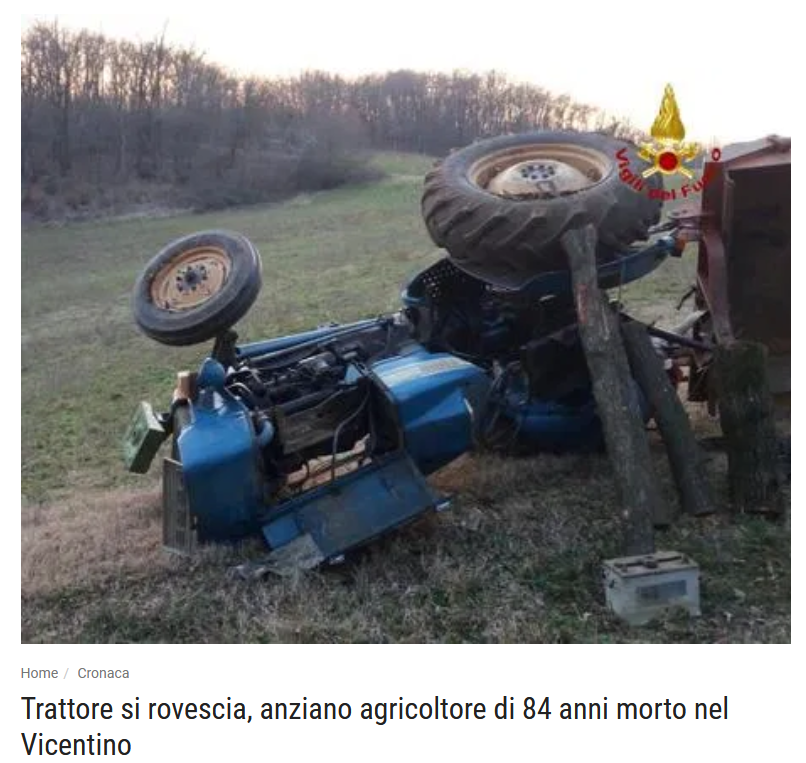 Vigili del Fuoco
Home / Cronaca
Trattore si rovescia, anziano agricoltore di 84 anni morto nel
Vicentino